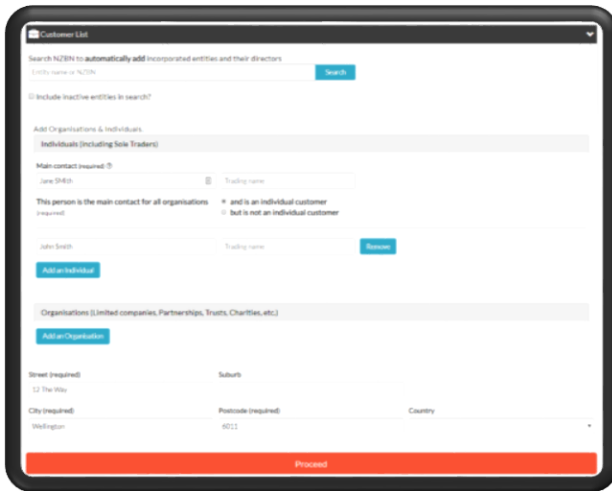 Customer List
Search NZBN to automatically add incorporated entities and their directors
Entity name or NZBN
Search
Include inactive entities in search?
Add Organisations & Individuals
Individuals (including Sole Traders)
Main contact (required)
Jane SMith Trading name
This person is the main contact for all organisations and is an individual customer
(required) but is not an individual customer
John Smith Trading name Remove
Add an Individual
Organisations (Limited companies, Partnerships, Trusts, Charities, etc.)
Add an Organisation
Street (required) Suburb
12 The Way
City (required) Postcode (required) Country
Wellington 6011
Proceed